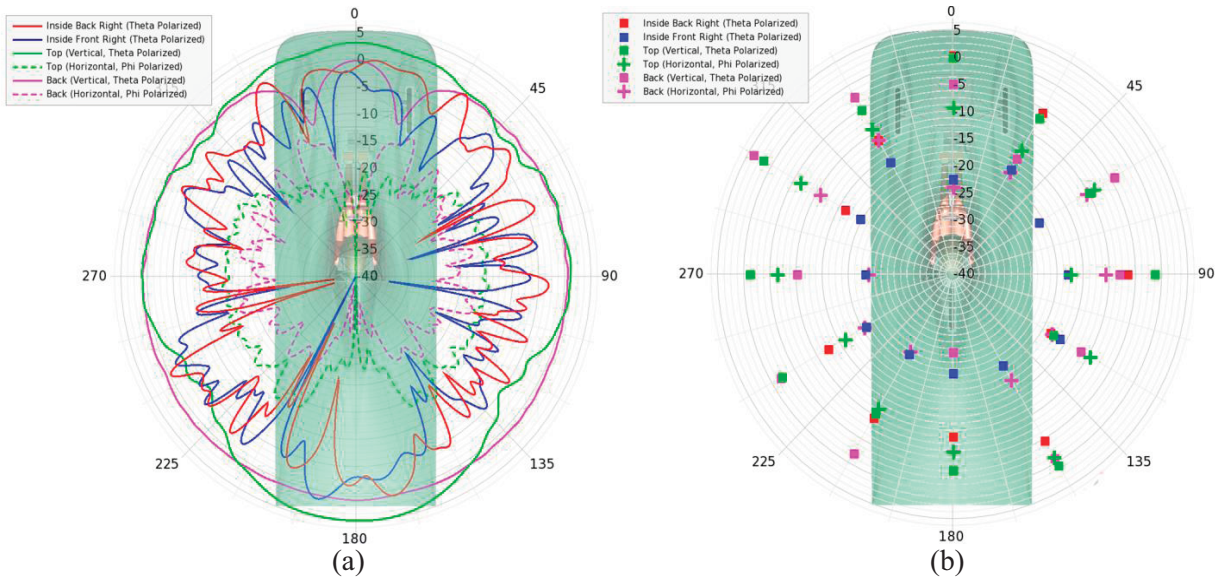 0
Inside Back Right (Theta Polarized)
Inside Front Right (Theta Polarized)
Top (Vertical, Theta Polarized)
Top (Horizontal, Phi Polarized)
Back (Vertical, Theta Polarized)
Back (Horizontal, Phi Polarized)
5
0
-5
-10
-15
-20
-25
-30
-35
-40
45
90
135
180
225
270
(a)
0
Inside Back Right (Theta Polarized)
Inside Front Right (Theta Polarized)
Top (Vertical, Theta Polarized)
Top (Horizontal, Phi Polarized)
Back (Vertical, Theta Polarized)
Back (Horizontal, Phi Polarized)
5
0
-5
-10
-15
-20
-25
-30
-35
-40
45
90
135
180
225
270
(b)